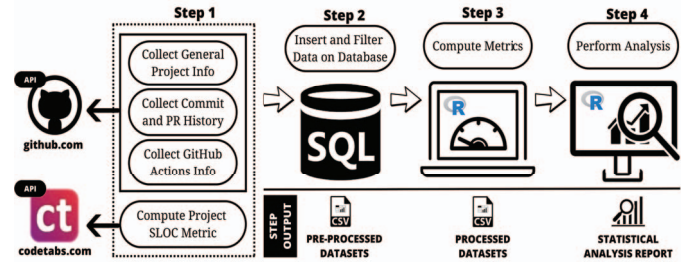 Step 1
Step 2
Step 3
Step 4
API
github.com
Collect General
Project Info
Collect Commit
and PR History
Collect GitHub
Actions Info
API
ct
codetabs.com
Compute Project
SLOC Metric
Insert and Filter
Data on Database
SQL
Compute Metrics
R
Perform Analysis
R
STEP
OUTPUT
CSV
PRE-PROCESSED
DATASETS
CSV
PROCESSED
DATASETS
STATISTICAL
ANALYSIS REPORT